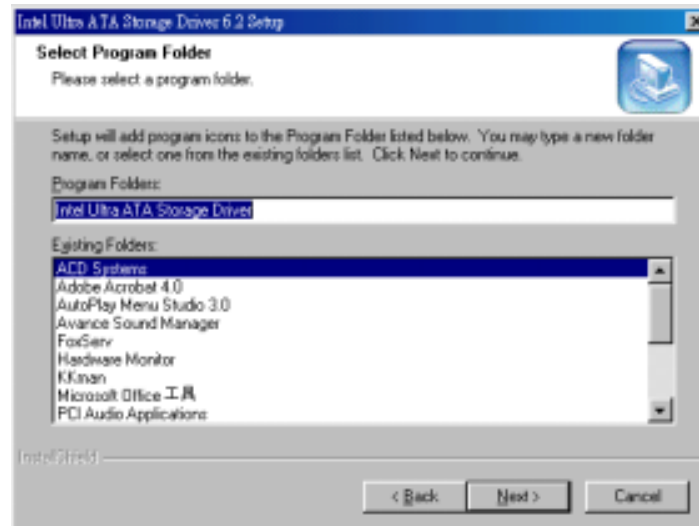 Intel Ultra ATA Storage Driver 6.2 Setup
Select Program Folder
Please select a program folder.
Setup will add program icons to the Program Folder listed below. You may type a new folder
name, or select one from the existing folders list. Click Next to continue.
Program Folders:
Intel Ultra ATA Storage Driver
Existing Folders:
ACD Systems
Adobe Acrobat 4.0
AutoPlay Menu Studio 3.0
Avance Sound Manager
FoxServ
Hardware Monitor
KKman
Microsoft Office 工具
PCI Audio Applications
InstallShield
< Back
Next >
Cancel